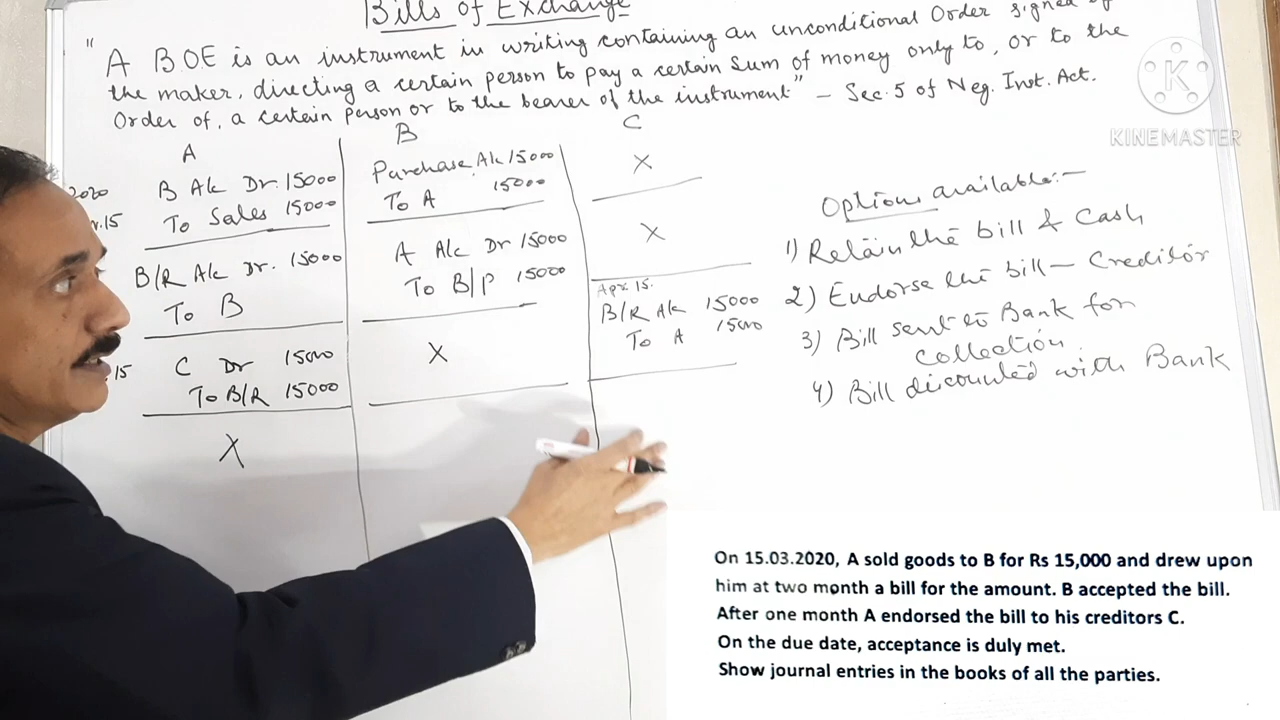 Bills of Exchange
" A BOE is an instrument in writing containing an unconditional Order signed by
the maker, directing a certain person to pay a certain Sum of money only to, or to the
Order of, a certain person or to the bearer of the instrument" – Sec. 5 of Neg. Inst. Act.
K
KINEMASTER
A
2020
B A/c Dr. 15000
r.15
To Sales 15000
B/R A/c Dr. 15000
To B
:15
C Dr 15000
To B/R 15000
X
B
Purchase A/c 15000
To A 15000
A A/c Dr 15000
To B/P 15000
X
C
X
X
Apr. 15.
B/R A/c 15000
To A 15000
Options available:-
1) Retain the bill & Cash
2) Endorse the bill – Creditor
3) Bill sent to Bank for
collection
4) Bill discounted with Bank
On 15.03.2020, A sold goods to B for Rs 15,000 and drew upon
him at two month a bill for the amount. B accepted the bill.
After one month A endorsed the bill to his creditors C.
On the due date, acceptance is duly met.
Show journal entries in the books of all the parties.